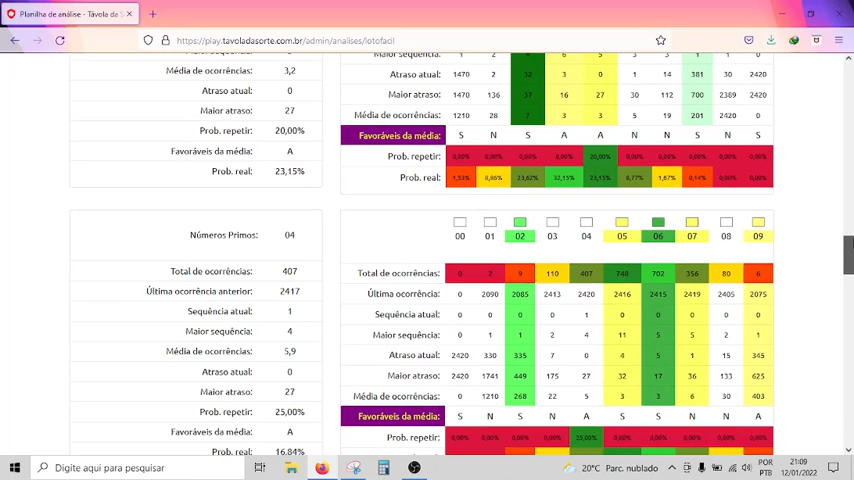 Planilha de análise - Távola da S
https://play.tavoladasorte.com.br/admin/analises/lotofacil
Média de ocorrências: 3,2
Atraso atual: 0
Maior atraso: 27
Prob. repetir: 20,00%
Favoráveis da média: A
Prob. real: 23,15%
Maior sequência:
Atraso atual: 1470 2 32 3 0 1 14 381 30 2420
Maior atraso: 1470 136 37 16 27 30 112 700 2389 2420
Média de ocorrências: 1210 28 7 3 3 5 19 201 2420 0
Favoráveis da média: S N S A A N N S N S
Prob. repetir: 0,00% 0,00% 0,00% 0,00% 20,00% 0,00% 0,00% 0,00% 0,00% 0,00%
Prob. real: 1,53% 8,86% 23,62% 32,15% 23,15% 8,77% 1,67% 0,14% 0,00% 0,00%
Números Primos: 04
Total de ocorrências: 407
Última ocorrência anterior: 2417
Sequência atual: 1
Maior sequência: 4
Média de ocorrências: 5,9
Atraso atual: 0
Maior atraso: 27
Prob. repetir: 25,00%
Favoráveis da média: A
Prob. real: 16,84%
00 01 02 03 04 05 06 07 08 09
Total de ocorrências: 0 2 9 110 407 748 702 356 80 6
Última ocorrência: 0 2090 2085 2413 2420 2416 2415 2419 2405 2075
Sequência atual: 0 0 0 0 1 0 0 0 0 0
Maior sequência: 0 1 1 2 4 11 5 5 2 1
Atraso atual: 2420 330 335 7 0 4 5 1 15 345
Maior atraso: 2420 1741 449 175 27 32 17 36 133 625
Média de ocorrências: 0 1210 268 22 5 3 3 6 30 403
Favoráveis da média: S N S N A S S N N A
Prob. repetir: 0,00% 0,00% 0,00% 0,00% 25,00% 0,00% 0,00% 0,00% 0,00% 0,00%
Digite aqui para pesquisar
20°C Parc. nublado
POR
PTB
21:09
12/01/2022